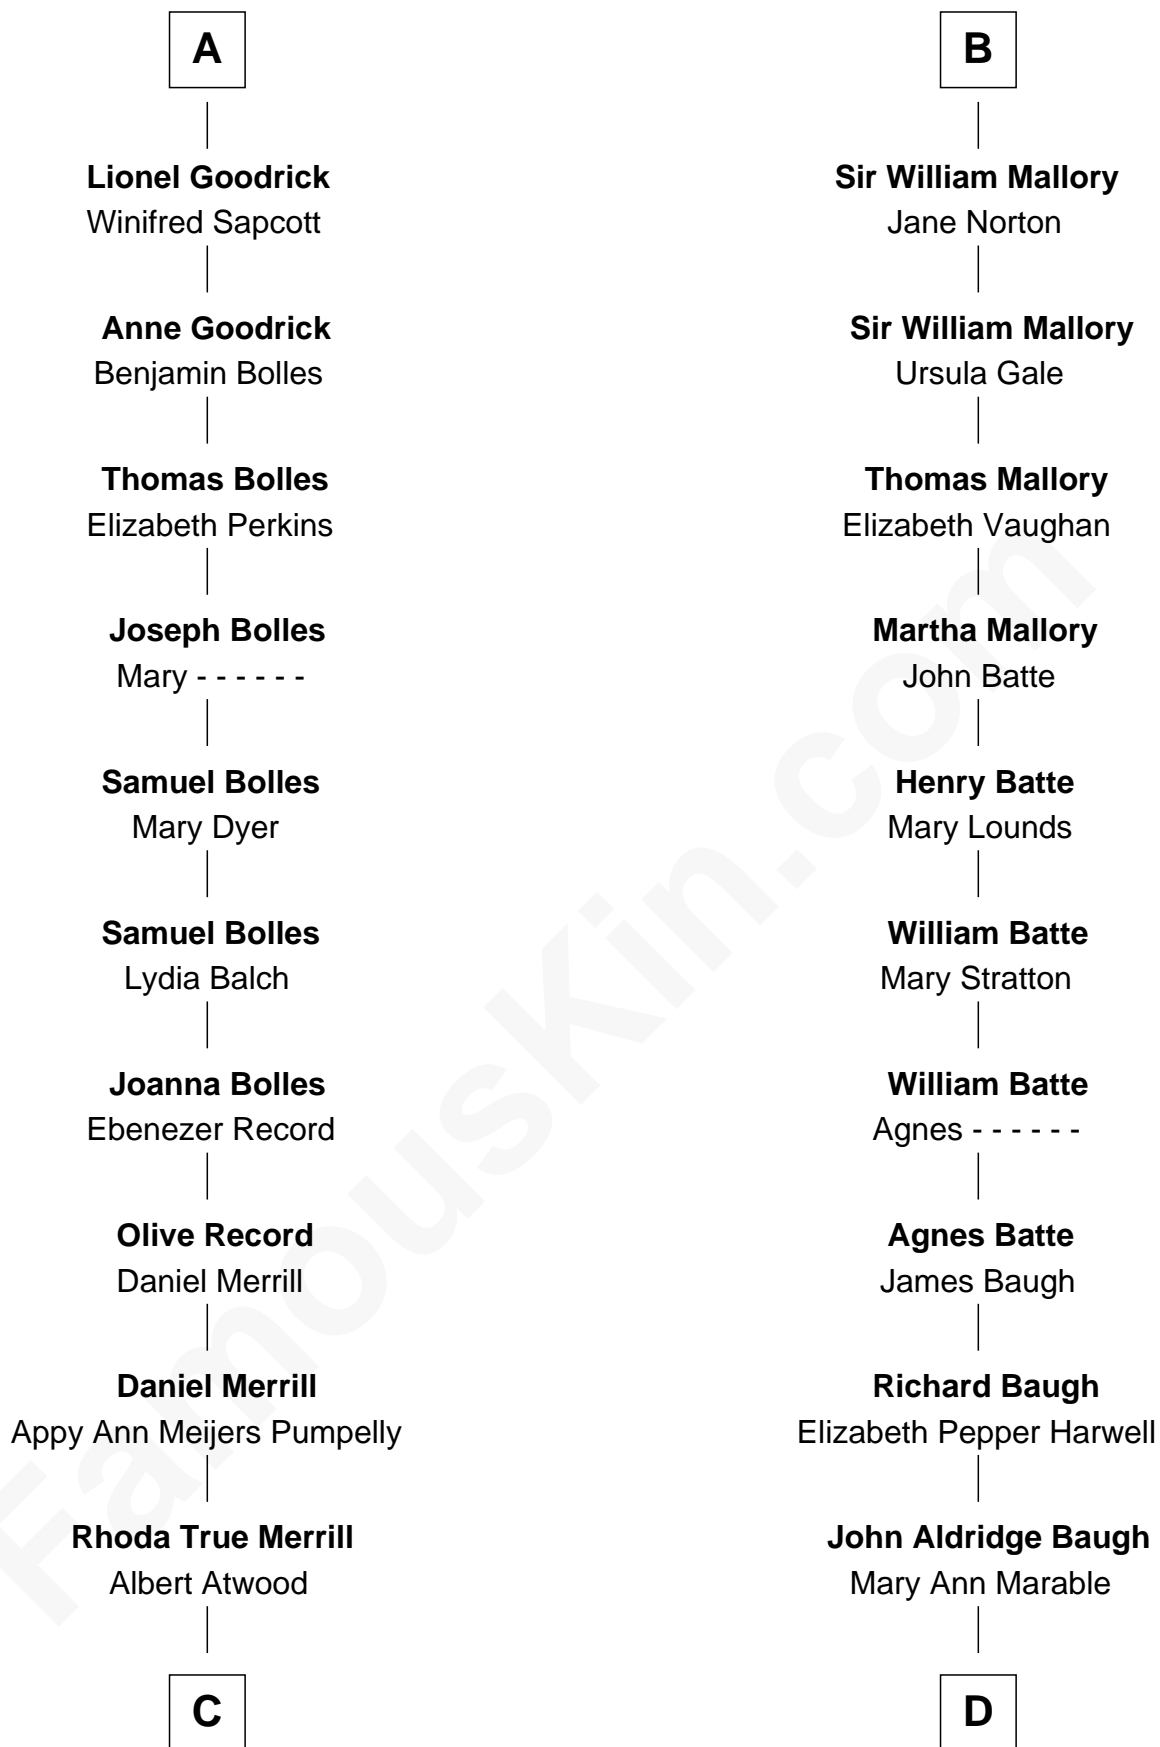 A
Lionel Goodrick
Winifred Sapcott
Anne Goodrick
Benjamin Bolles
Thomas Bolles
Elizabeth Perkins
Joseph Bolles
Mary - - - - - -
Samuel Bolles
Mary Dyer
Samuel Bolles
Lydia Balch
Joanna Bolles
Ebenezer Record
Olive Record
Daniel Merrill
Daniel Merrill
Appy Ann Meijers Pumpelly
Rhoda True Merrill
Albert Atwood
C
B
Sir William Mallory
Jane Norton
Sir William Mallory
Ursula Gale
Thomas Mallory
Elizabeth Vaughan
Martha Mallory
John Batte
Henry Batte
Mary Lounds
William Batte
Mary Stratton
William Batte
Agnes - - - - - -
Agnes Batte
James Baugh
Richard Baugh
Elizabeth Pepper Harwell
John Aldridge Baugh
Mary Ann Marable
D
FamousKin.com